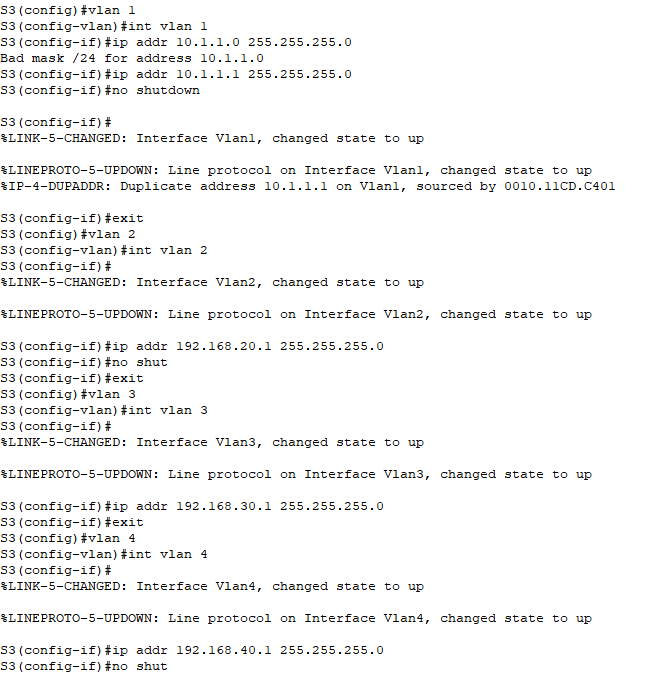 S3(config)#vlan 1
S3(config-vlan)#int vlan 1
S3(config-if)#ip addr 10.1.1.0 255.255.255.0
Bad mask /24 for address 10.1.1.0
S3(config-if)#ip addr 10.1.1.1 255.255.255.0
S3(config-if)#no shutdown
S3(config-if)#
%LINK-5-CHANGED: Interface Vlan1, changed state to up
%LINEPROTO-5-UPDOWN: Line protocol on Interface Vlan1, changed state to up
%IP-4-DUPADDR: Duplicate address 10.1.1.1 on Vlan1, sourced by 0010.11CD.C401
S3(config-if)#exit
S3(config)#vlan 2
S3(config-vlan)#int vlan 2
S3(config-if)#
%LINK-5-CHANGED: Interface Vlan2, changed state to up
%LINEPROTO-5-UPDOWN: Line protocol on Interface Vlan2, changed state to up
S3(config-if)#ip addr 192.168.20.1 255.255.255.0
S3(config-if)#no shut
S3(config-if)#exit
S3(config)#vlan 3
S3(config-vlan)#int vlan 3
S3(config-if)#
%LINK-5-CHANGED: Interface Vlan3, changed state to up
%LINEPROTO-5-UPDOWN: Line protocol on Interface Vlan3, changed state to up
S3(config-if)#ip addr 192.168.30.1 255.255.255.0
S3(config-if)#exit
S3(config)#vlan 4
S3(config-vlan)#int vlan 4
S3(config-if)#
%LINK-5-CHANGED: Interface Vlan4, changed state to up
%LINEPROTO-5-UPDOWN: Line protocol on Interface Vlan4, changed state to up
S3(config-if)#ip addr 192.168.40.1 255.255.255.0
S3(config-if)#no shut